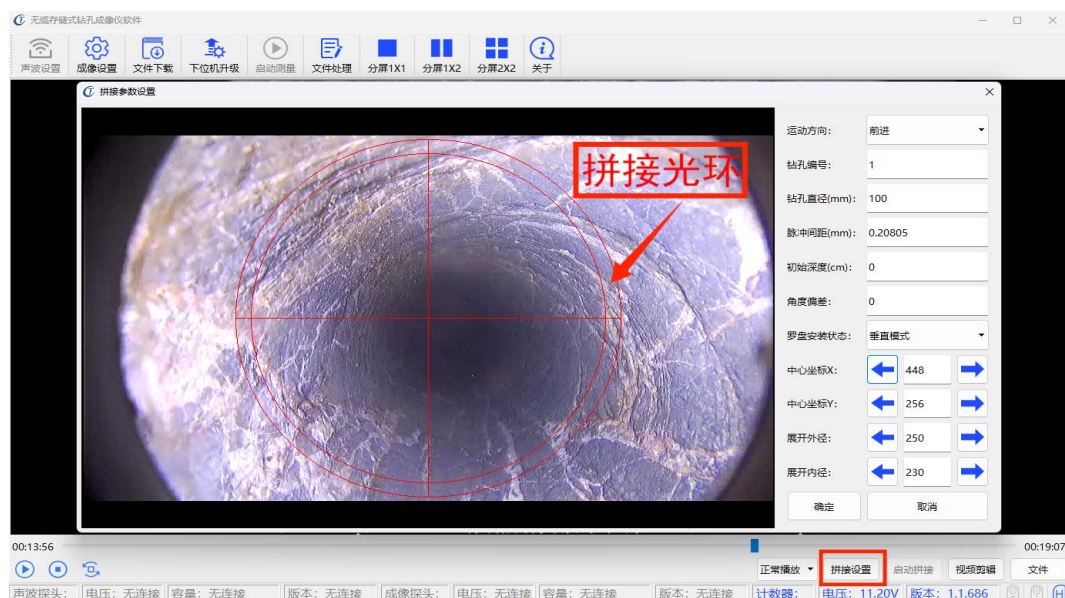 无缆存储式钻孔成像仪软件
声波设置 成像设置 文件下载 下位机升级 启动测量 文件处理 分屏1X1 分屏1X2 分屏2X2 关于
拼接参数设置
拼接光环
运动方向: 前进
钻孔编号: 1
钻孔直径(mm): 100
脉冲间距(mm): 0.20805
初始深度(cm): 0
角度偏差: 0
罗盘安装状态: 垂直模式
中心坐标X: 448
中心坐标Y: 256
展开外径: 250
展开内径: 230
确定 取消
00:13:56 00:19:07
正常播放 拼接设置 启动拼接 视频剪辑 文件
声波探头: 电压: 无连接 容量: 无连接 版本: 无连接 成像探头: 电压: 无连接 容量: 无连接 版本: 无连接 计数器: 电压: 11.20V 版本: 1.1.686 H